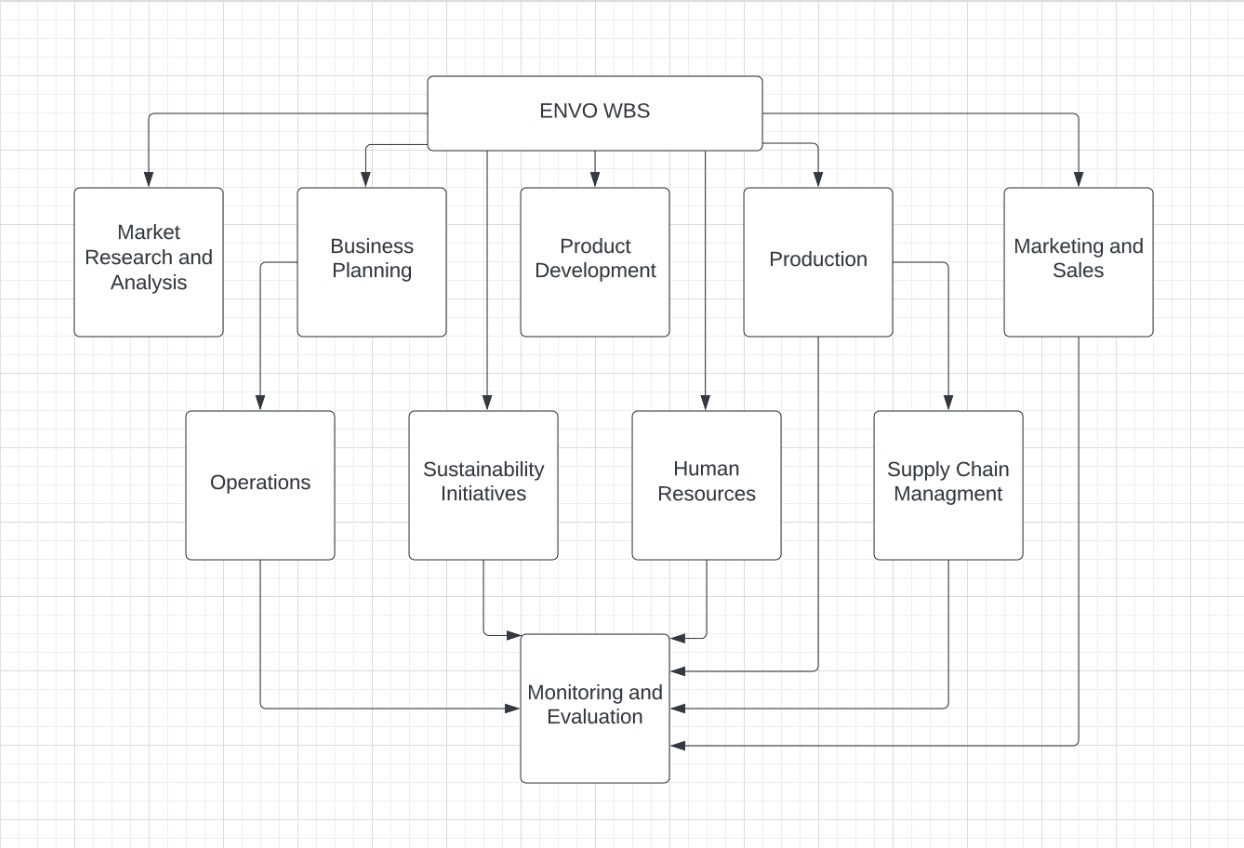 ENVO WBS
Market
Research and
Analysis
Business
Planning
Product
Development
Production
Marketing and
Sales
Operations
Sustainability
Initiatives
Human
Resources
Supply Chain
Managment
Monitoring and
Evaluation